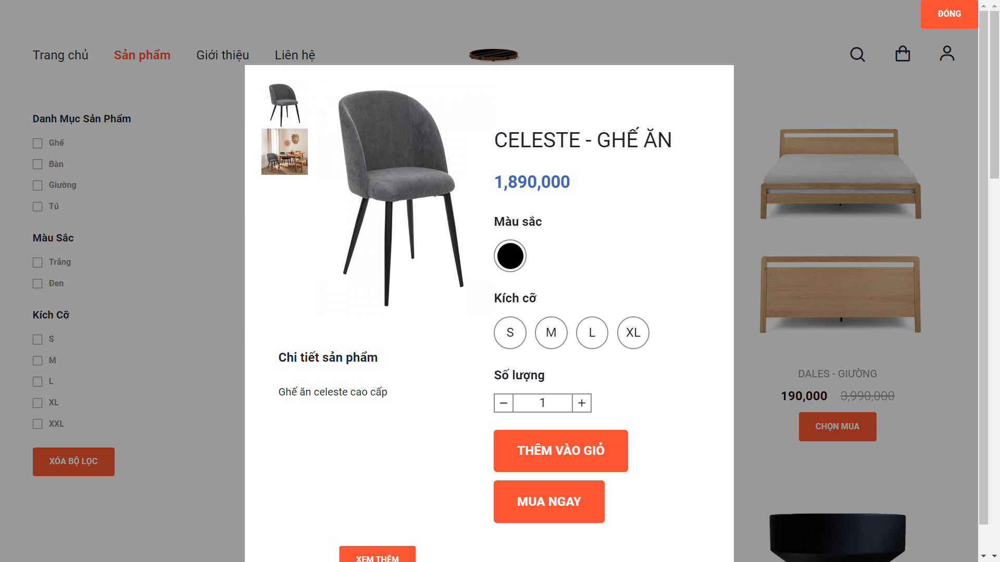 ĐÓNG
Trang chủ
Sản phẩm
Giới thiệu
Liên hệ
Danh Mục Sản Phẩm
Ghế
Bàn
Giường
Tủ
Màu Sắc
Trắng
Đen
Kích Cỡ
S
M
L
XL
XXL
XÓA BỘ LỌC
CELESTE - GHẾ ĂN
1,890,000
Màu sắc
Kích cỡ
S
M
L
XL
Số lượng
1
THÊM VÀO GIỎ
MUA NGAY
Chi tiết sản phẩm
Ghế ăn celeste cao cấp
XEM THÊM
DALES - GIƯỜNG
190,000 3,990,000
CHỌN MUA